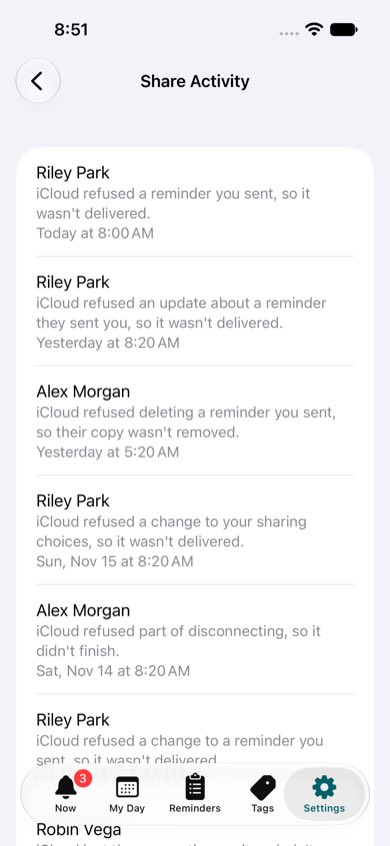 8:51
Share Activity
Riley Park
iCloud refused a reminder you sent, so it
wasn't delivered.
Today at 8:00 AM
Riley Park
iCloud refused an update about a reminder
they sent you, so it wasn't delivered.
Yesterday at 8:20 AM
Alex Morgan
iCloud refused deleting a reminder you sent,
so their copy wasn't removed.
Yesterday at 5:20 AM
Riley Park
iCloud refused a change to your sharing
choices, so it wasn't delivered.
Sun, Nov 15 at 8:20 AM
Alex Morgan
iCloud refused part of disconnecting, so it
didn't finish.
Sat, Nov 14 at 8:20 AM
Riley Park
iCloud refused a change to a reminder you
sent, so it wasn't delivered.
3
Now
My Day
Reminders
Tags
Settings
Robin Vega